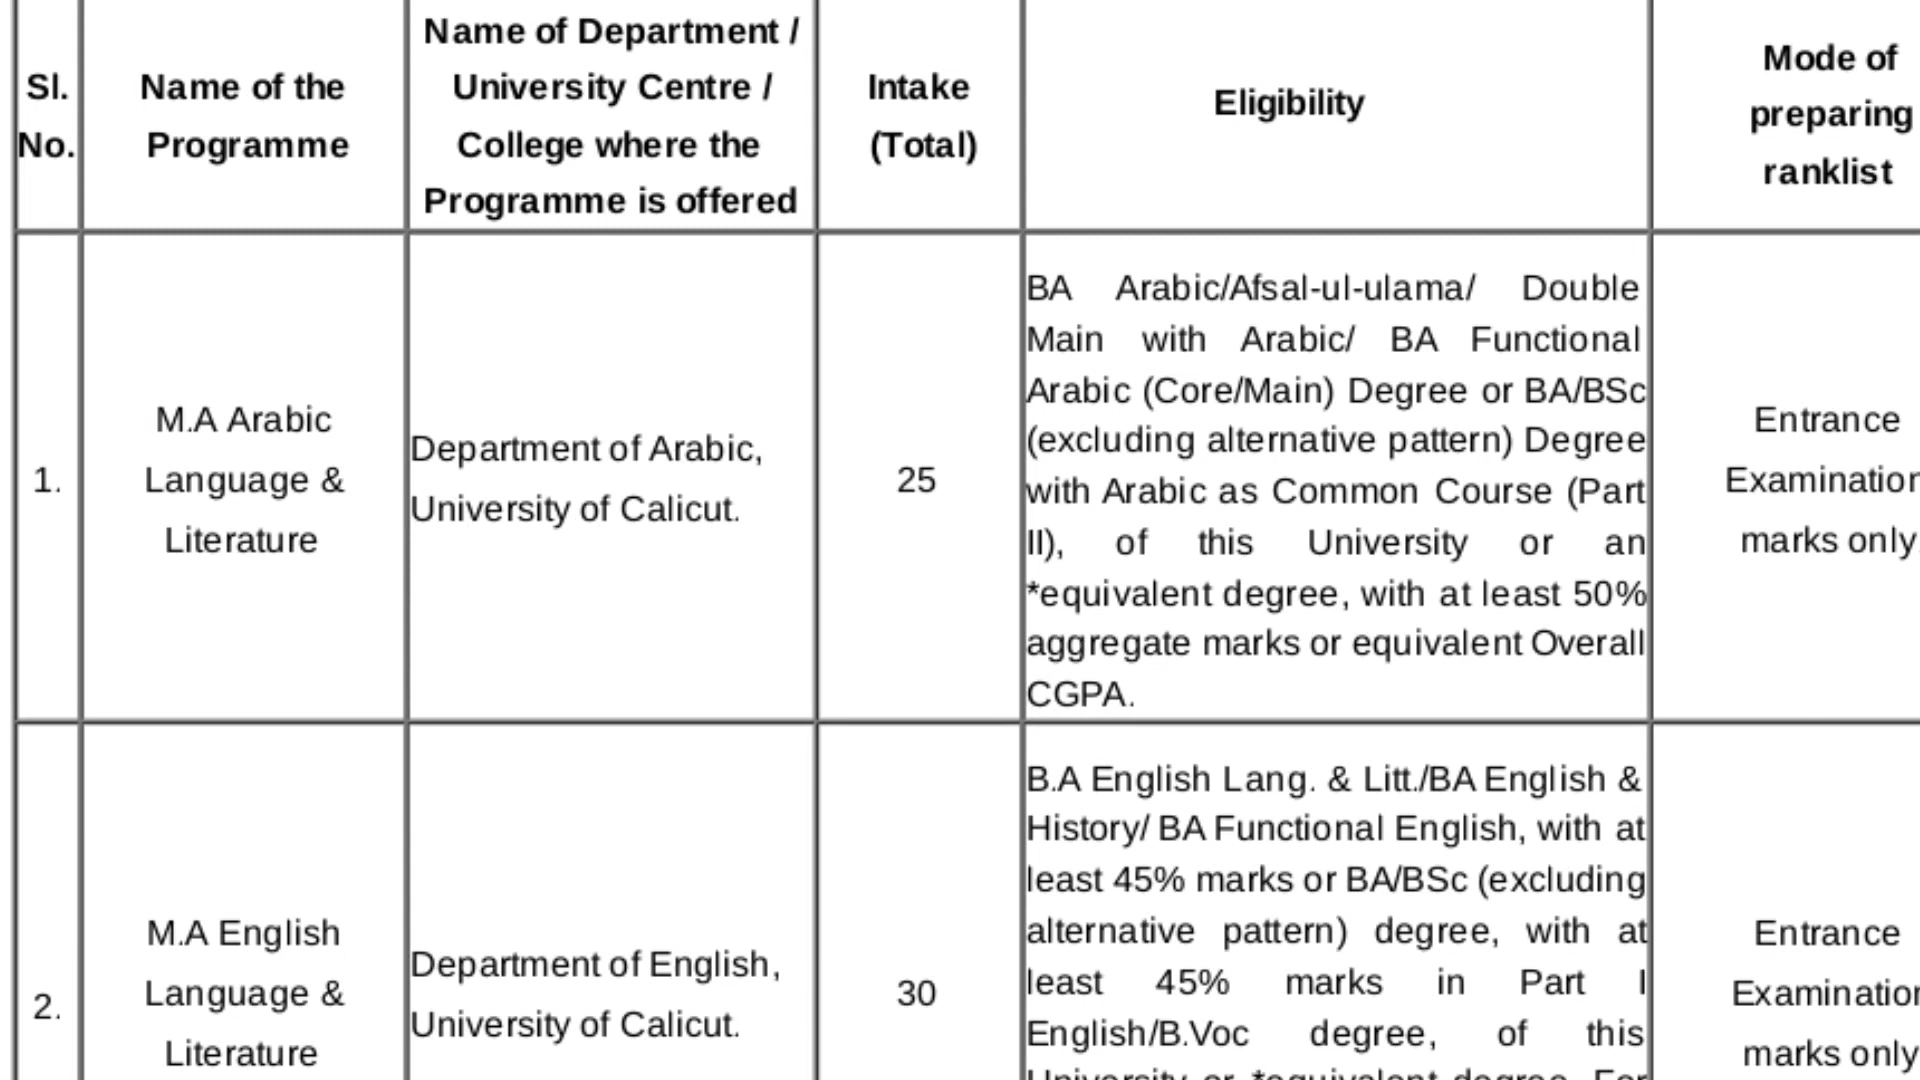 Sl.
No.
Name of the
Programme
Name of Department /
University Centre /
College where the
Programme is offered
Intake
(Total)
Eligibility
Mode of
preparing
ranklist
1.
M.A Arabic
Language &
Literature
Department of Arabic,
University of Calicut.
25
BA Arabic/Afsal-ul-ulama/ Double
Main with Arabic/ BA Functional
Arabic (Core/Main) Degree or BA/BSc
(excluding alternative pattern) Degree
with Arabic as Common Course (Part
II), of this University or an
*equivalent degree, with at least 50%
aggregate marks or equivalent Overall
CGPA.
Entrance
Examination
marks only.
2.
M.A English
Language &
Literature
Department of English,
University of Calicut.
30
B.A English Lang. & Litt./BA English &
History/ BA Functional English, with at
least 45% marks or BA/BSc (excluding
alternative pattern) degree, with at
least 45% marks in Part I
English/B.Voc degree, of this
University or *equivalent degree. For
Entrance
Examination
marks only